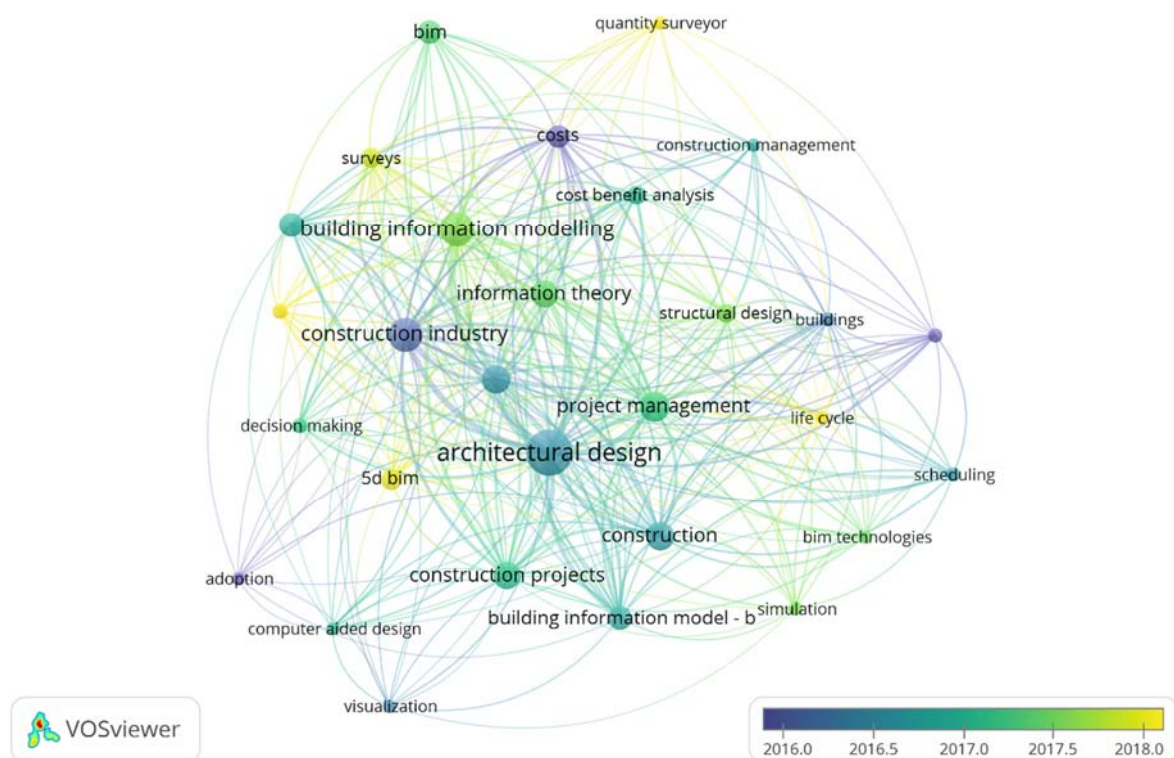 quantity surveyor
bim
costs
construction management
surveys
cost benefit analysis
building information modelling
information theory
structural design
buildings
construction industry
project management
life cycle
decision making
architectural design
5d bim
scheduling
construction
bim technologies
adoption
construction projects
simulation
building information model - b
computer aided design
visualization
VOSviewer
2016.0 2016.5 2017.0 2017.5 2018.0